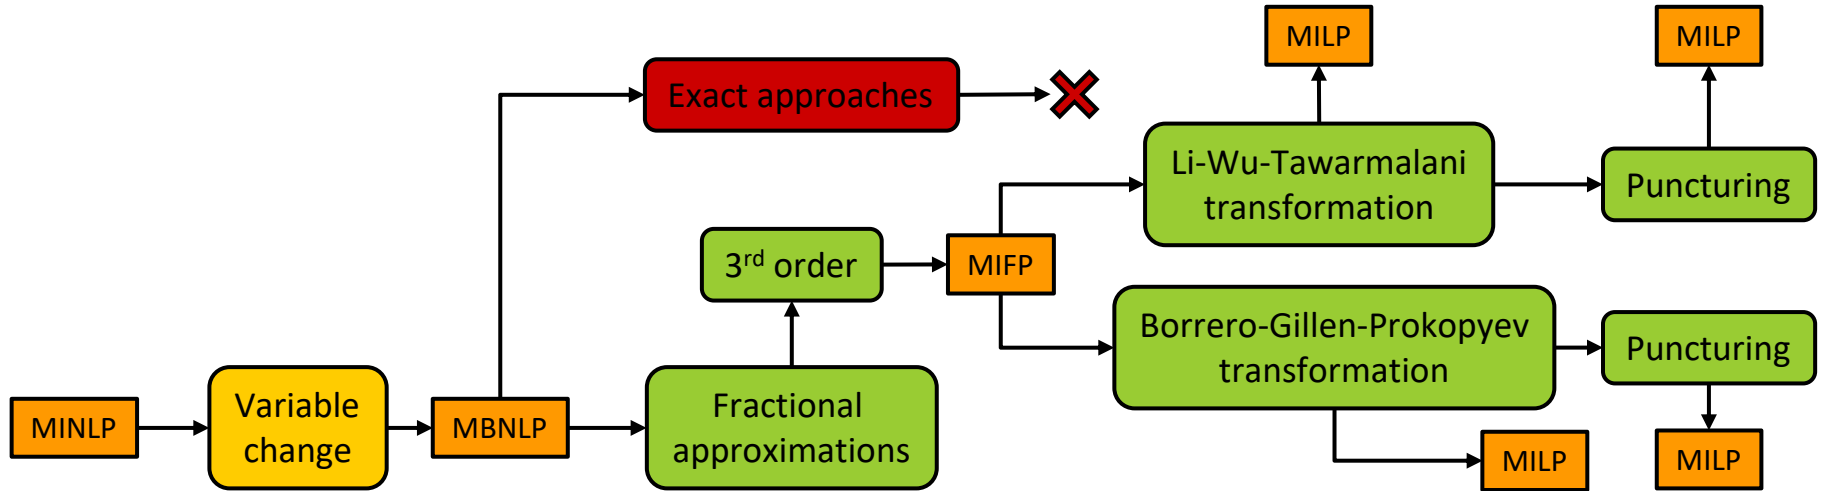 MILP
MILP
Exact approaches
Li-Wu-Tawarmalani
transformation
Puncturing
3rd order
MIFP
Borrero-Gillen-Prokopyev
transformation
Puncturing
MINLP
Variable
change
MBNLP
Fractional
approximations
MILP
MILP